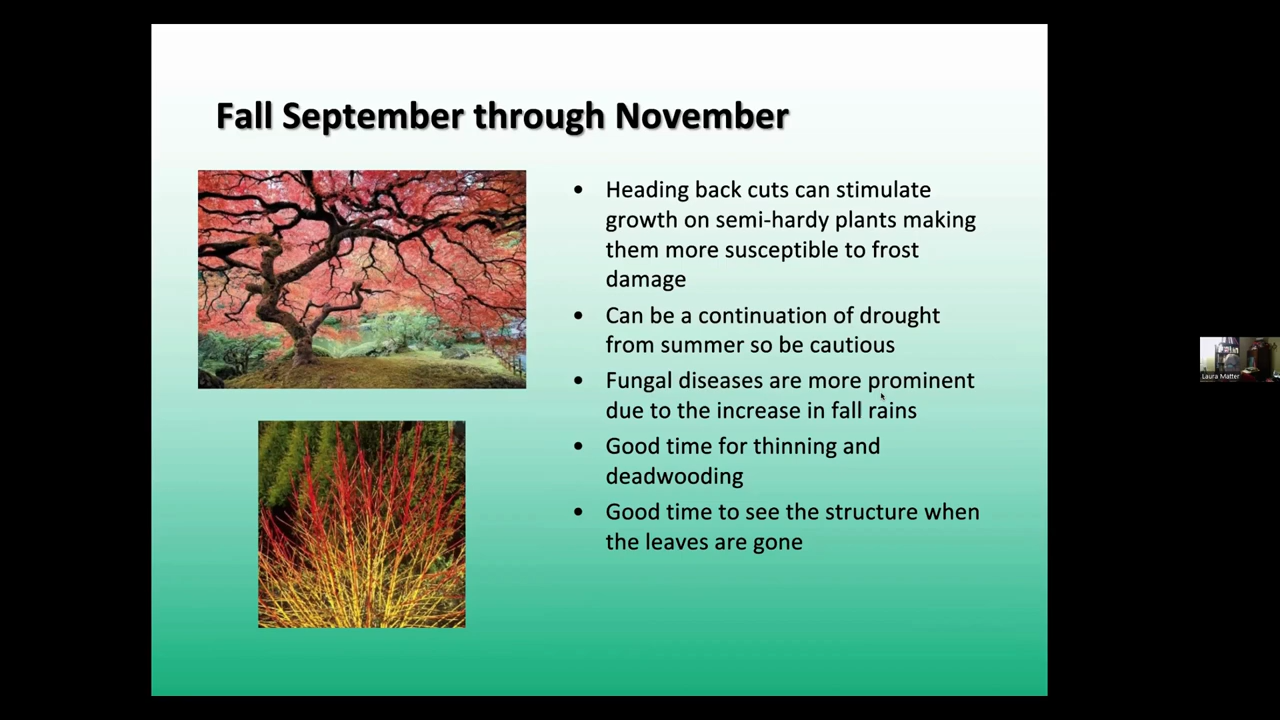 Fall September through November
• Heading back cuts can stimulate
growth on semi-hardy plants making
them more susceptible to frost
damage
• Can be a continuation of drought
from summer so be cautious
• Fungal diseases are more prominent
due to the increase in fall rains
• Good time for thinning and
deadwooding
• Good time to see the structure when
the leaves are gone
Laura Matter